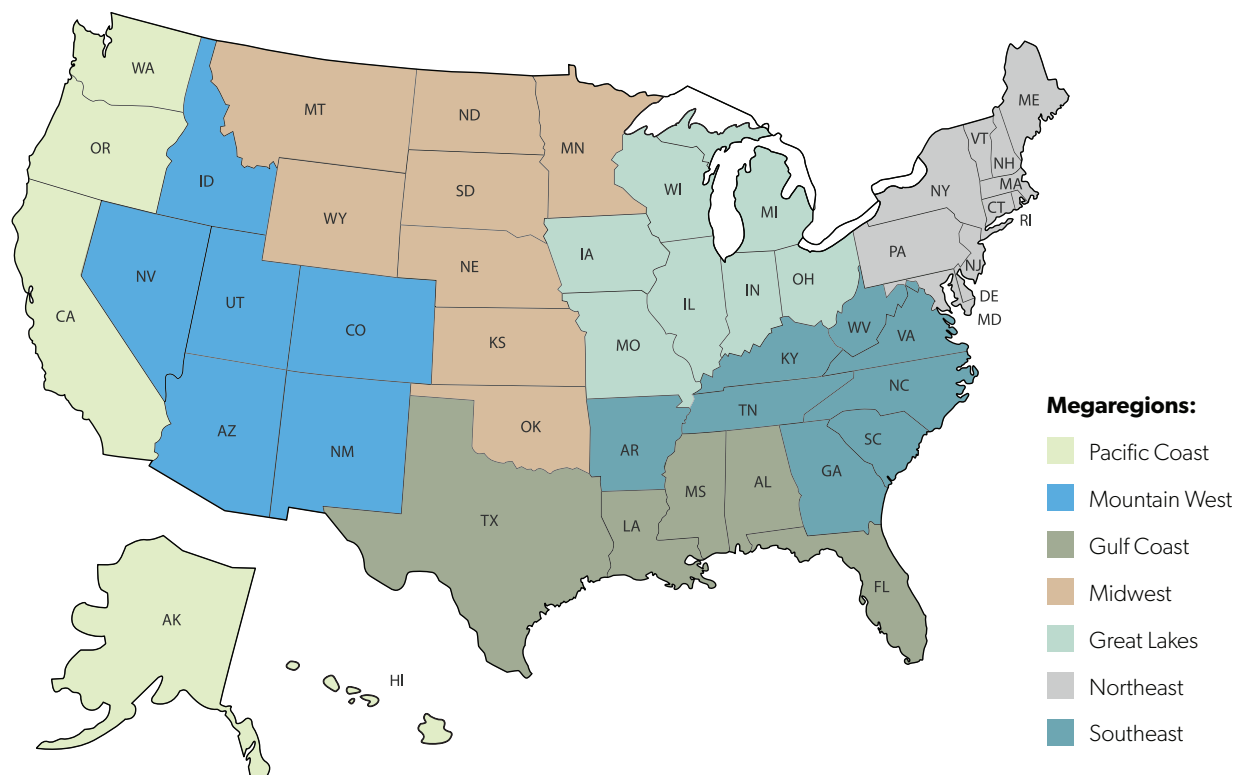 WA
MT
ND
MN
OR
ID
SD
WY
WI
MI
ME
VT
NH
NY
MA
CT
RI
NV
UT
CO
NE
IA
IL
IN
OH
PA
NJ
DE
MD
CA
KS
MO
KY
WV
VA
NC
AZ
NM
OK
AR
TN
SC
GA
TX
LA
MS
AL
FL
AK
HI
Megaregions:
Pacific Coast
Mountain West
Gulf Coast
Midwest
Great Lakes
Northeast
Southeast